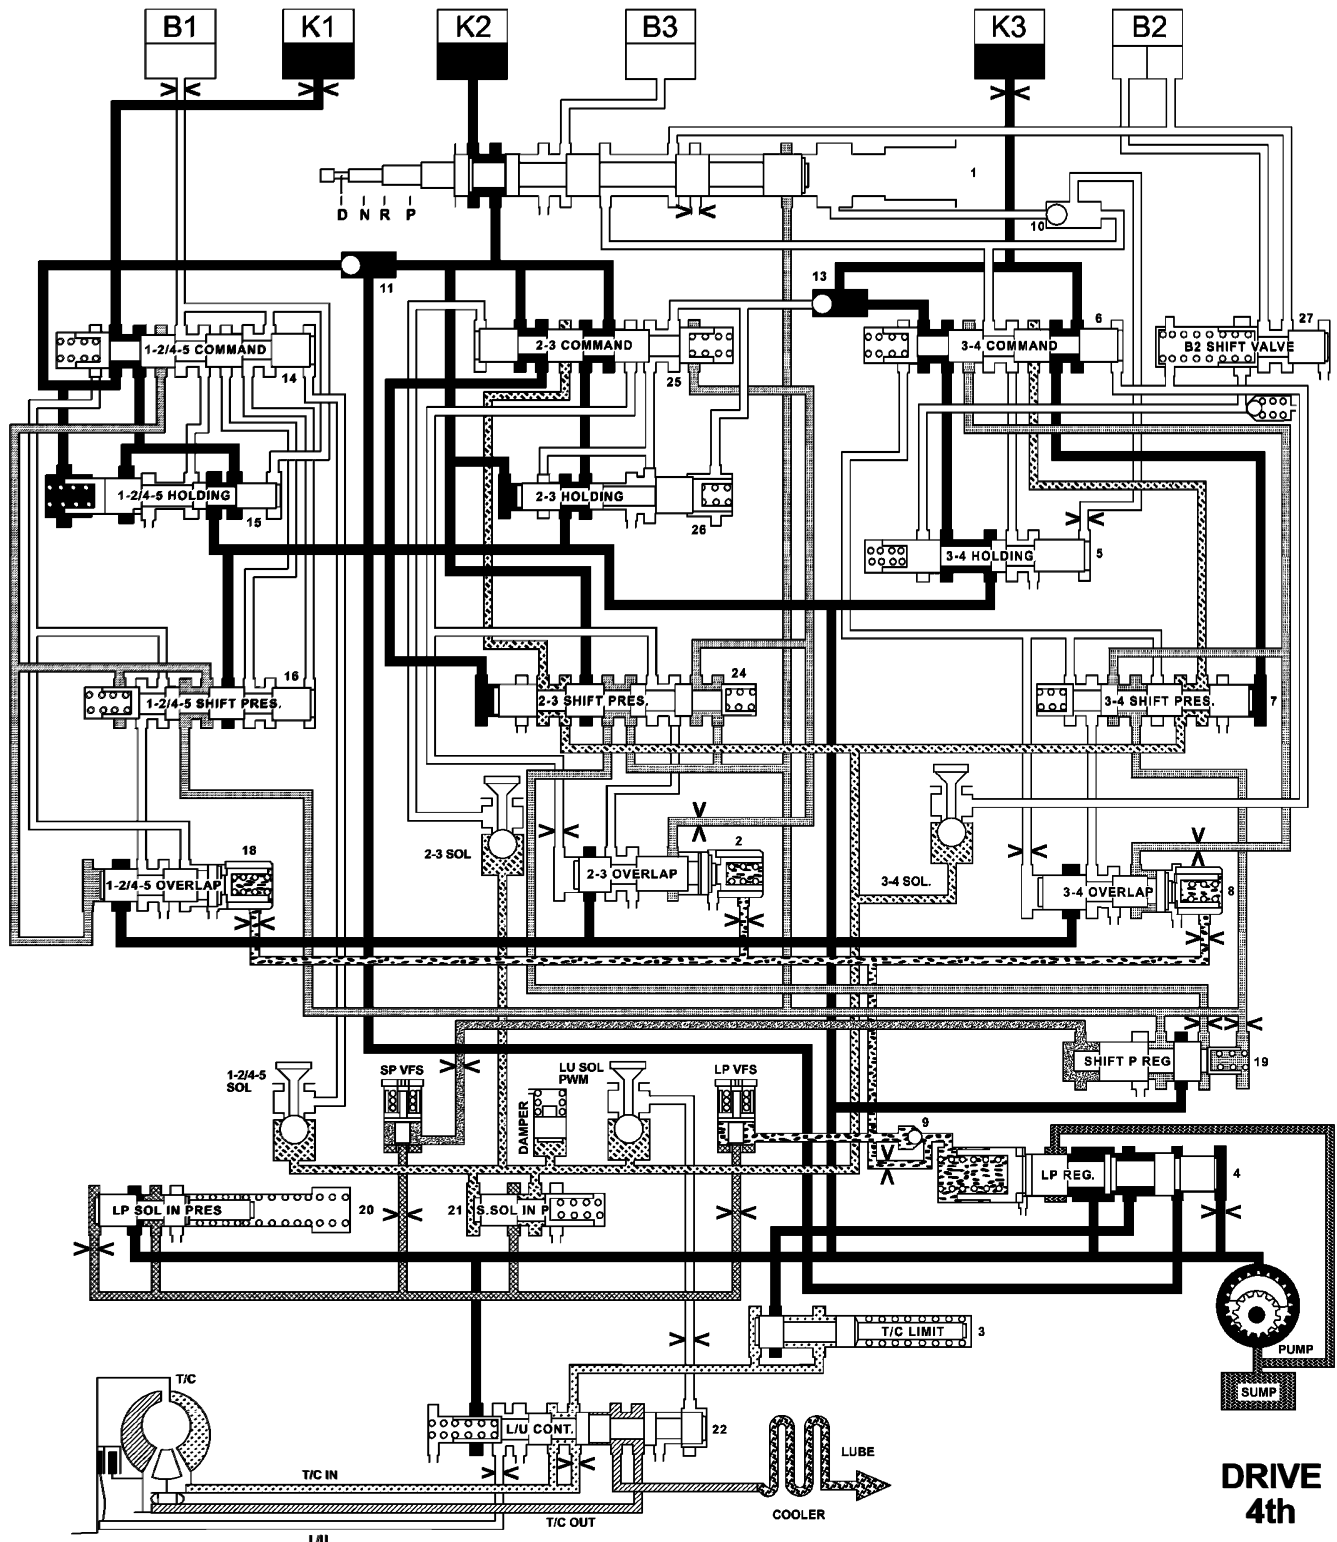 B1
K1
K2
B3
K3
B2
1
D N R P
10
11
13
6
27
1-2/4-5 COMMAND
2-3 COMMAND
3-4 COMMAND
B2 SHIFT VALVE
14
25
1-2/4-5 HOLDING
15
2-3 HOLDING
26
3-4 HOLDING
5
16
1-2/4-5 SHIFT PRES.
24
2-3 SHIFT PRES.
3-4 SHIFT PRES.
7
2-3 SOL
18
1-2/4-5 OVERLAP
2
2-3 OVERLAP
3-4 SOL.
3-4 OVERLAP
8
SHIFT P REG
19
1-2/4-5
SOL
SP VFS
LU SOL
PWM
DAMPER
LP VFS
9
LP REG.
4
LP SOL IN PRES
20
21
S.SOL IN P
T/C LIMIT
3
PUMP
SUMP
T/C
L/U CONT.
22
T/C IN
T/C OUT
L/U
LUBE
COOLER
DRIVE
4th